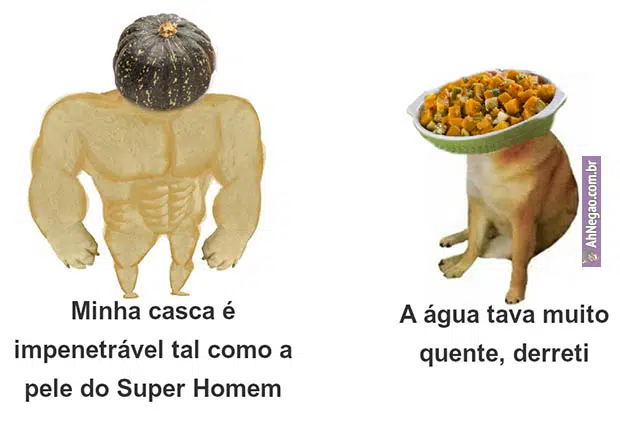 Minha casca é
impenetrável tal como a
pele do Super Homem
A água tava muito
quente, derreti
AhNegao.com.br